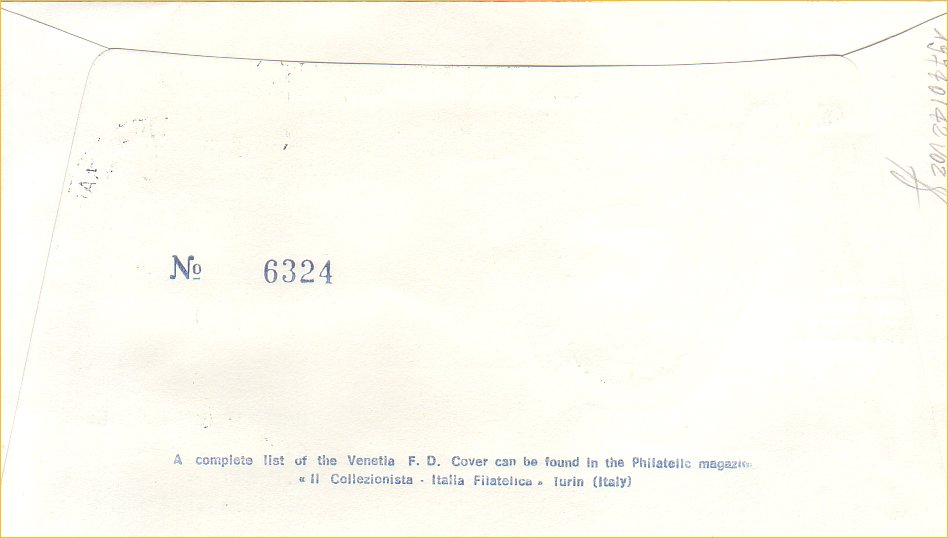 № 6324
A complete list of the Venetia F. D. Cover can be found in the Philatelic magazine
« Il Collezionista - Italia Filatelica » Turin (Italy)